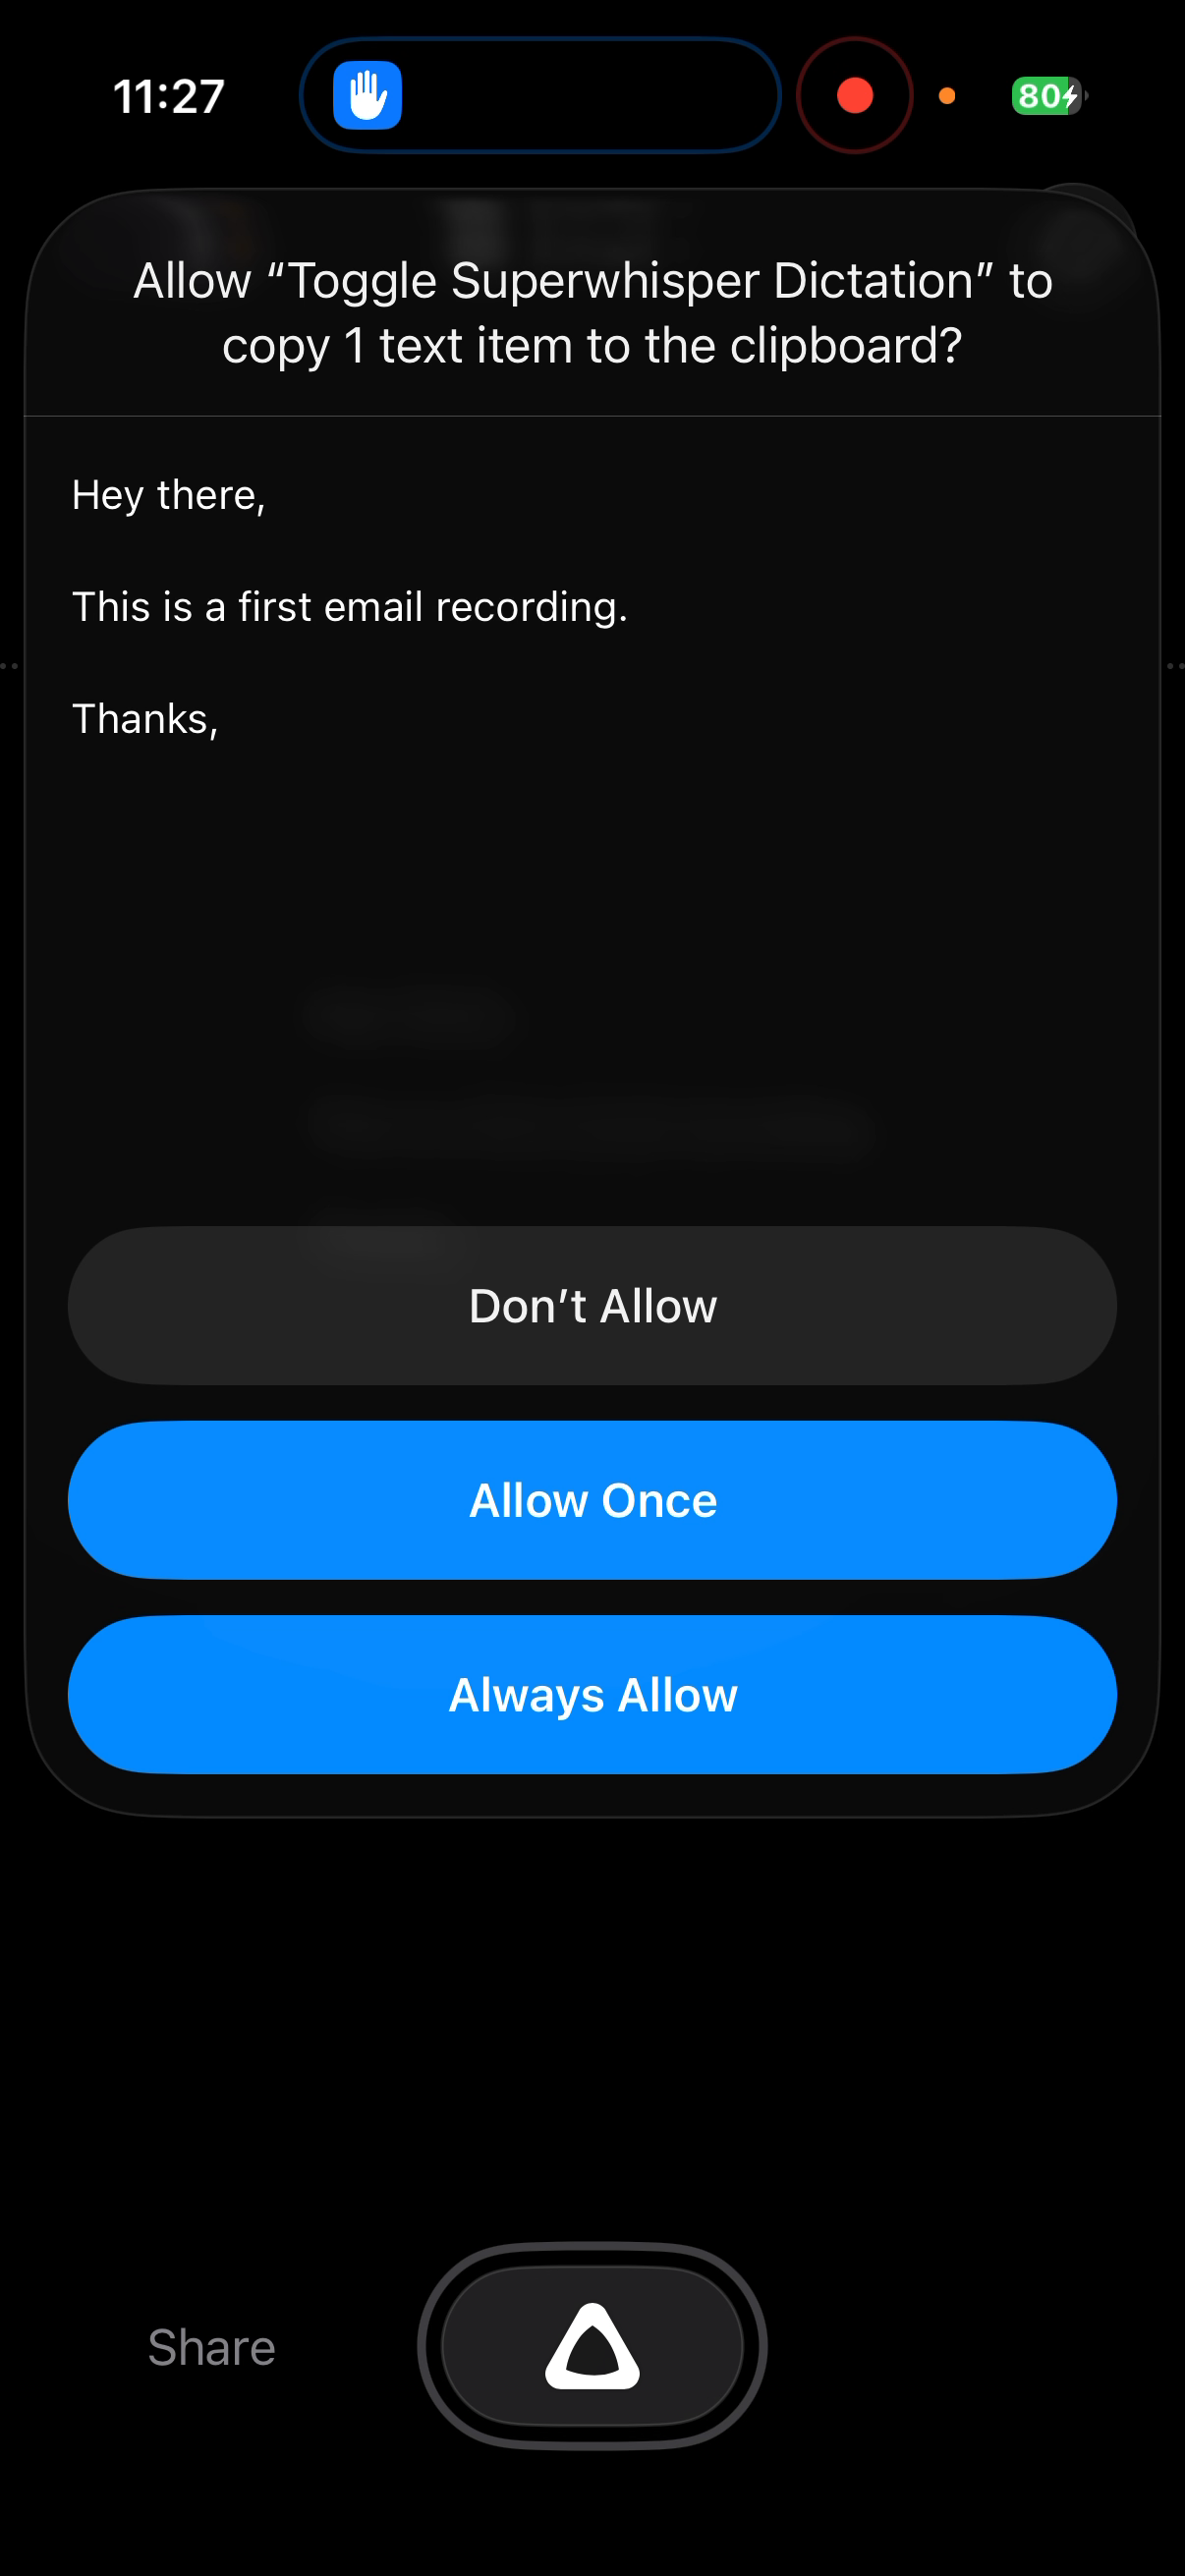 11:27
80
Allow “Toggle Superwhisper Dictation” to
copy 1 text item to the clipboard?
Hey there,
This is a first email recording.
Thanks,
Don’t Allow
Allow Once
Always Allow
Share